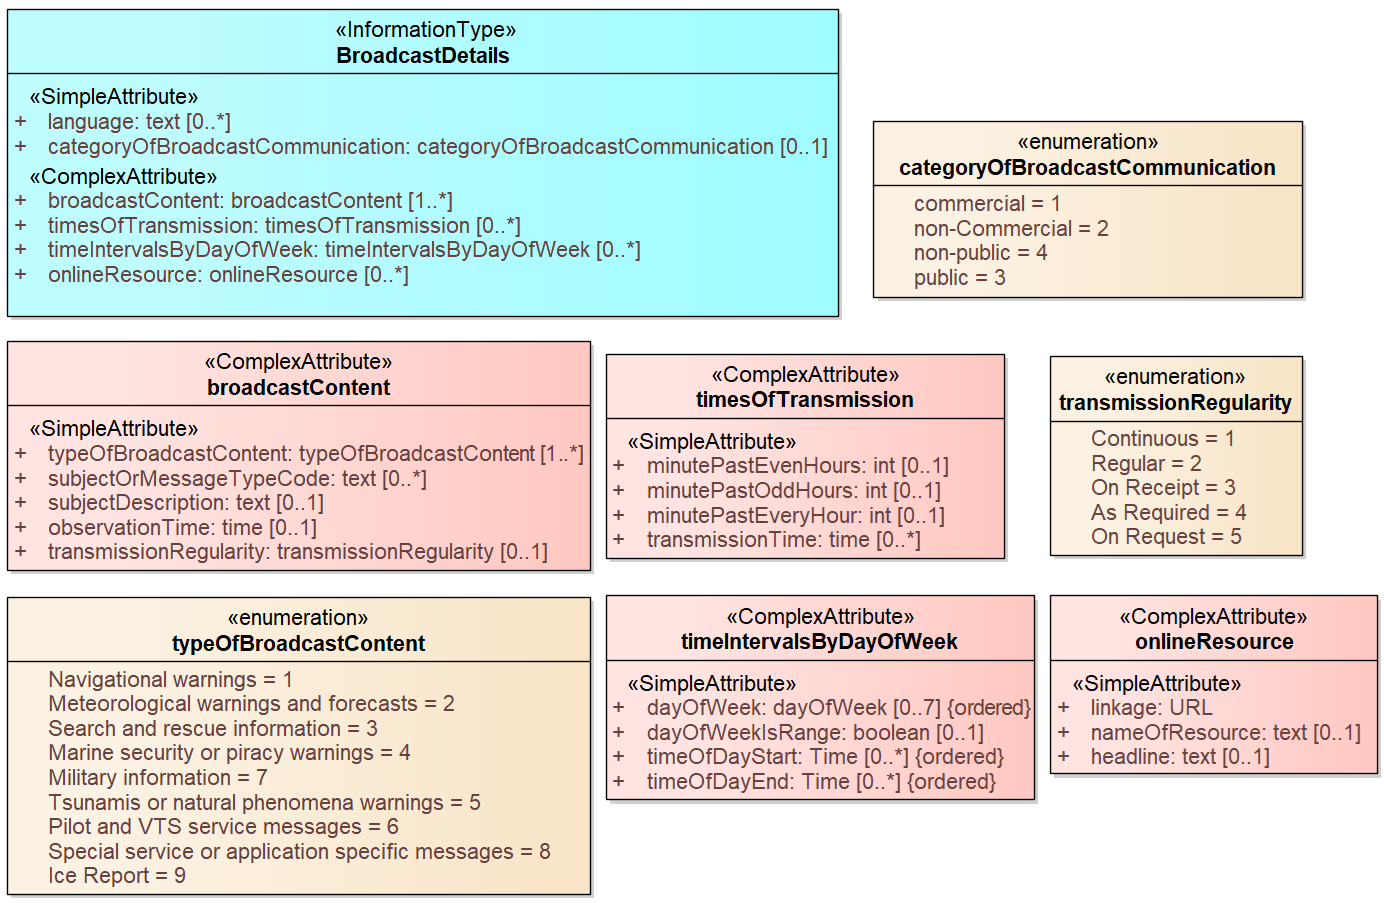 «InformationType»
BroadcastDetails
«SimpleAttribute»
+ language: text [0..*]
+ categoryOfBroadcastCommunication: categoryOfBroadcastCommunication [0..1]
«ComplexAttribute»
+ broadcastContent: broadcastContent [1..*]
+ timesOfTransmission: timesOfTransmission [0..*]
+ timeIntervalsByDayOfWeek: timeIntervalsByDayOfWeek [0..*]
+ onlineResource: onlineResource [0..*]
«enumeration»
categoryOfBroadcastCommunication
commercial = 1
non-Commercial = 2
non-public = 4
public = 3
«ComplexAttribute»
broadcastContent
«SimpleAttribute»
+ typeOfBroadcastContent: typeOfBroadcastContent [1..*]
+ subjectOrMessageTypeCode: text [0..*]
+ subjectDescription: text [0..1]
+ observationTime: time [0..1]
+ transmissionRegularity: transmissionRegularity [0..1]
«ComplexAttribute»
timesOfTransmission
«SimpleAttribute»
+ minutePastEvenHours: int [0..1]
+ minutePastOddHours: int [0..1]
+ minutePastEveryHour: int [0..1]
+ transmissionTime: time [0..*]
«enumeration»
transmissionRegularity
Continuous = 1
Regular = 2
On Receipt = 3
As Required = 4
On Request = 5
«enumeration»
typeOfBroadcastContent
Navigational warnings = 1
Meteorological warnings and forecasts = 2
Search and rescue information = 3
Marine security or piracy warnings = 4
Military information = 7
Tsunamis or natural phenomena warnings = 5
Pilot and VTS service messages = 6
Special service or application specific messages = 8
Ice Report = 9
«ComplexAttribute»
timeIntervalsByDayOfWeek
«SimpleAttribute»
+ dayOfWeek: dayOfWeek [0..7] {ordered}
+ dayOfWeekIsRange: boolean [0..1]
+ timeOfDayStart: Time [0..*] {ordered}
+ timeOfDayEnd: Time [0..*] {ordered}
«ComplexAttribute»
onlineResource
«SimpleAttribute»
+ linkage: URL
+ nameOfResource: text [0..1]
+ headline: text [0..1]